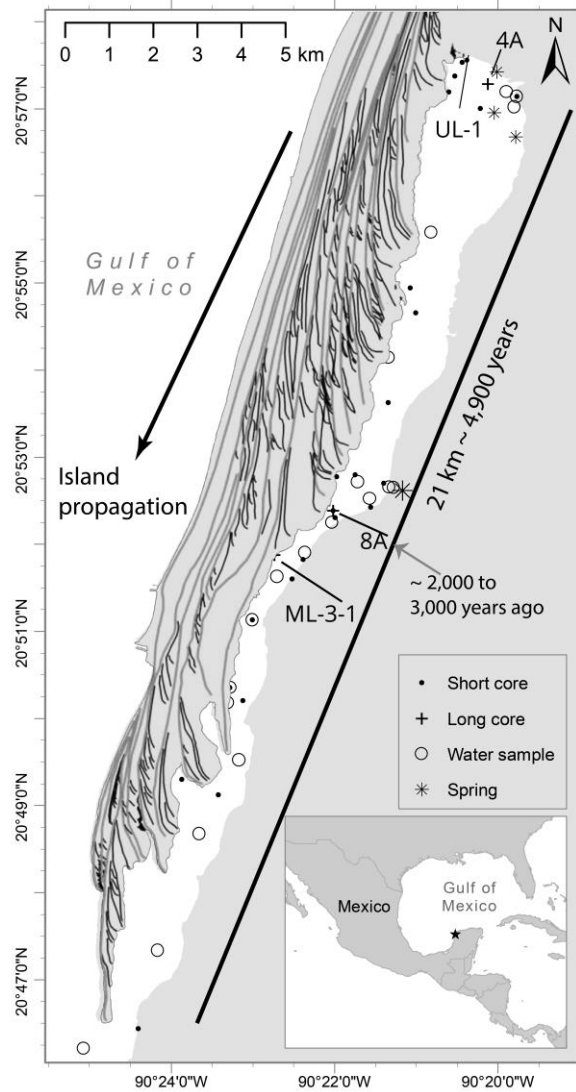 0 1 2 3 4 5 km
N
4A
UL-1
20°57'0"N
20°55'0"N
20°53'0"N
20°51'0"N
20°49'0"N
20°47'0"N
Gulf of
Mexico
Island
propagation
21 km ~ 4,900 years
8A
ML-3-1
~ 2,000 to
3,000 years ago
Short core
Long core
Water sample
Spring
Mexico
Gulf of
Mexico
90°24'0"W 90°22'0"W 90°20'0"W